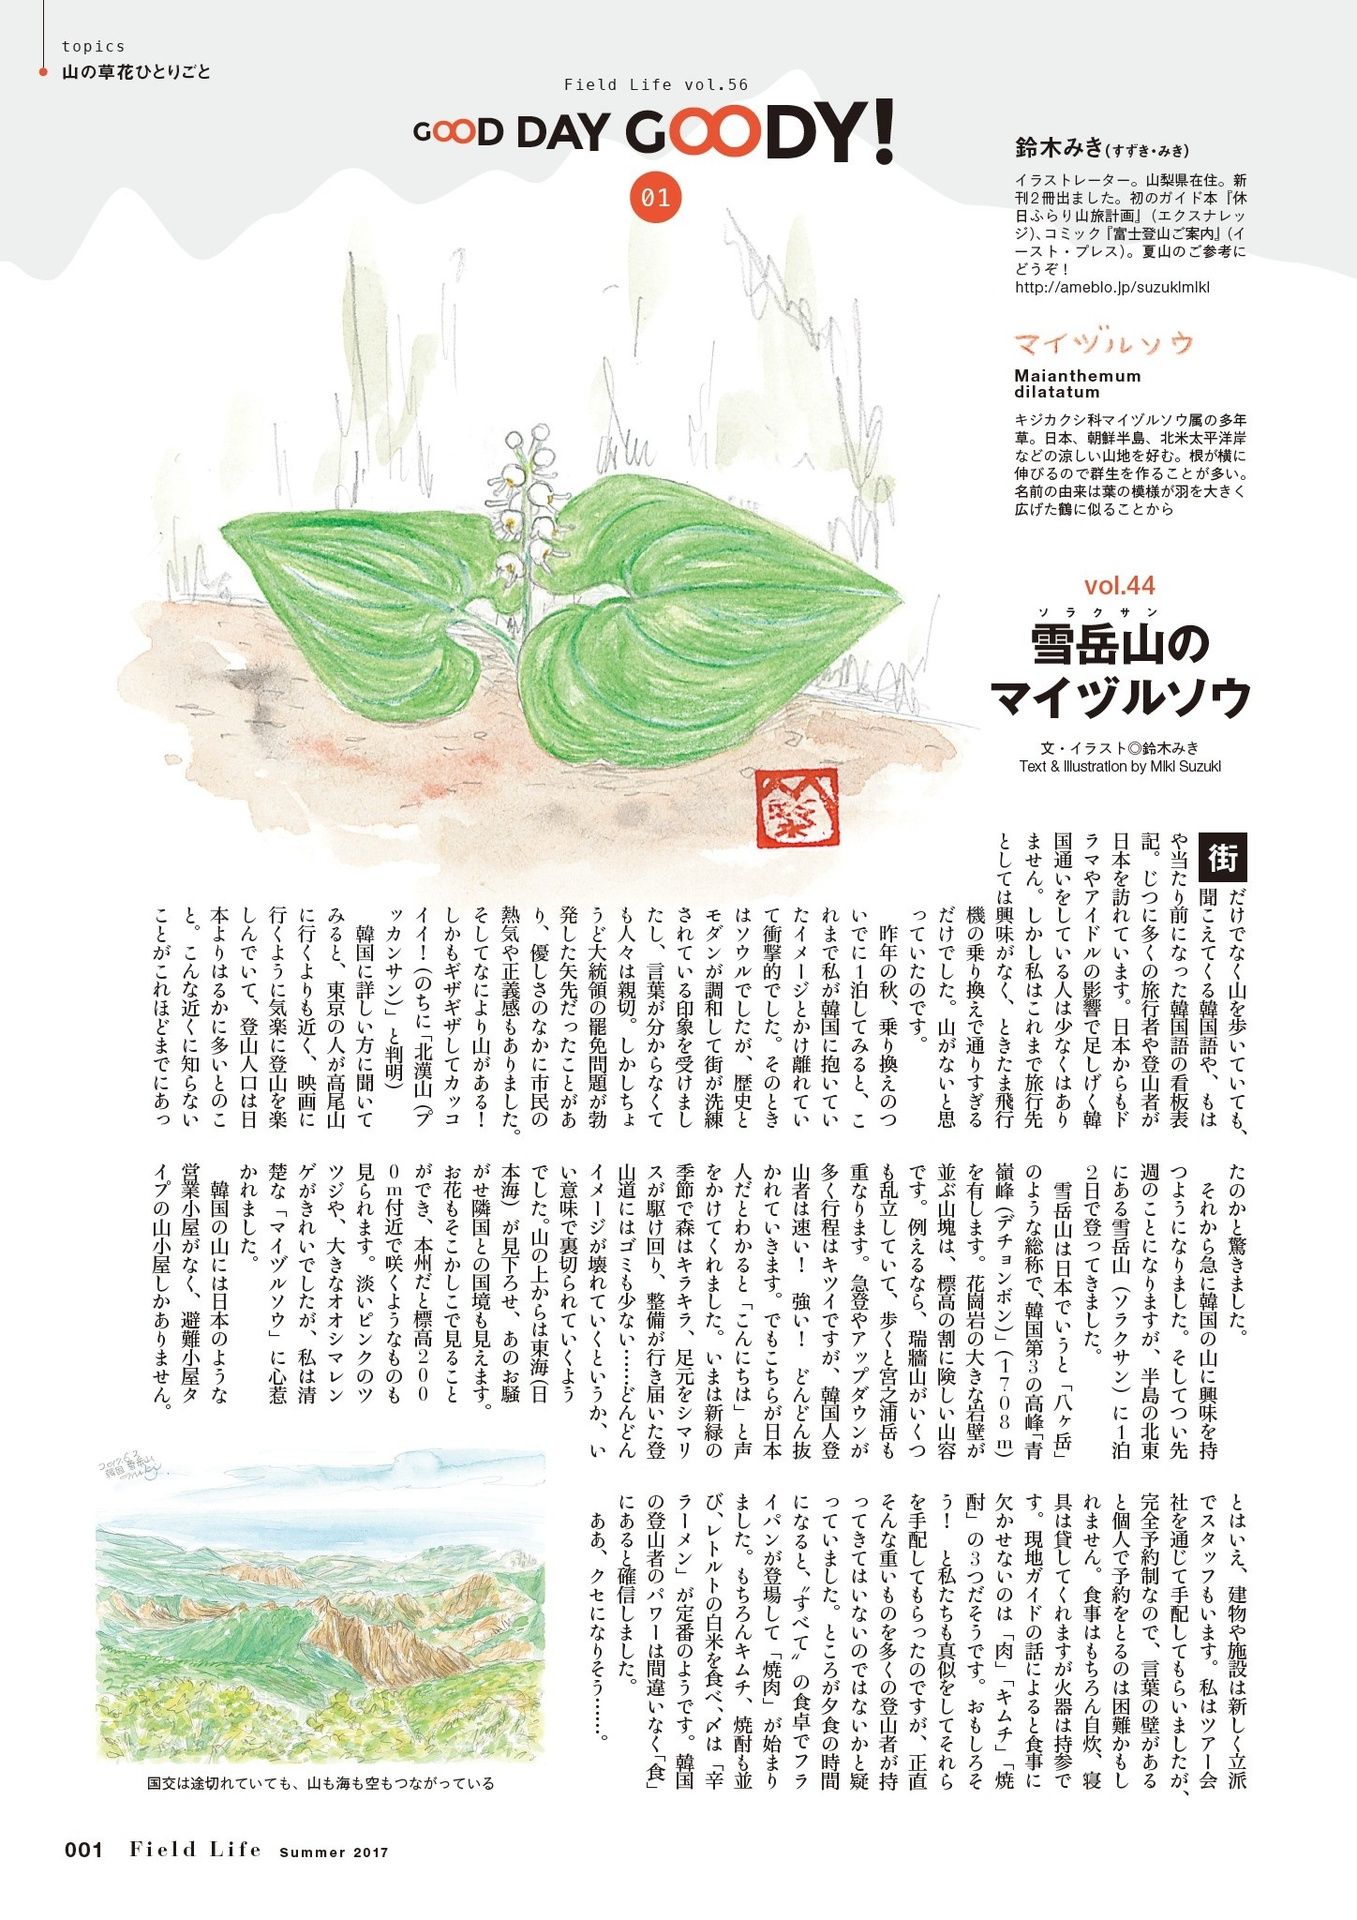 topics
山の草花ひとりごと
Field Life vol.56
GOOD DAY GOODY!
01
鈴木みき(すずき・みき)
イラストレーター。山梨県在住。新
刊2冊出ました。初のガイド本『休
日ふらり山旅計画』(エクスナレッ
ジ)、コミック『富士登山ご案内』(イ
ースト・プレス)。夏山のご参考に
どうぞ!
http://ameblo.jp/suzukimiki
マイヅルソウ
Maianthemum
dilatatum
キジカクシ科マイヅルソウ属の多年
草。日本、朝鮮半島、北米太平洋岸
などの涼しい山地を好む。根が横に
伸びるので群生を作ることが多い。
名前の由来は葉の模様が羽を大きく
広げた鶴に似ることから
vol.44
ソラクサン
雪岳山の
マイヅルソウ
文・イラスト◎鈴木みき
Text & Illustration by Miki Suzuki
街だけでなく山を歩いていても、
聞こえてくる韓国語や、もは
や当たり前になった韓国語の看板表
記。じつに多くの旅行者や登山者が
日本を訪れています。日本からもド
ラマやアイドルの影響で足しげく韓
国通いをしている人は少なくはあり
ません。しかし私はこれまで旅行先
としては興味がなく、ときたま飛行
機の乗り換えで通りすぎる
だけでした。山がないと思
っていたのです。
昨年の秋、乗り換えのつ
いでに1泊してみると、こ
れまで私が韓国に抱いてい
たイメージとかけ離れてい
て衝撃的でした。そのとき
はソウルでしたが、歴史と
モダンが調和して街が洗練
されている印象を受けまし
たし、言葉が分からなくて
も人々は親切。しかしちょ
うど大統領の罷免問題が勃
発した矢先だったことがあ
り、優しさのなかに市民の
熱気や正義感もありました。
そしてなにより山がある!
しかもギザギザしてカッコ
イイ!(のちに「北漢山(プ
ッカンサン)」と判明)
韓国に詳しい方に聞いて
みると、東京の人が高尾山
に行くよりも近く、映画に
行くように気楽に登山を楽
しんでいて、登山人口は日
本よりはるかに多いとのこ
と。こんな近くに知らない
ことがこれほどまでにあっ
たのかと驚きました。
それから急に韓国の山に興味を持
つようになりました。そしてつい先
週のことになりますが、半島の北東
にある雪岳山(ソラクサン)に1泊
2日で登ってきました。
雪岳山は日本でいうと「八ヶ岳」
のような総称で、韓国第3の高峰「青
嶺峰(デチョンボン)」(1708m)
を有します。花崗岩の大きな岩壁が
並ぶ山塊は、標高の割に険しい山容
です。例えるなら、瑞牆山がいくつ
も乱立していて、歩くと宮之浦岳も
重なります。急登やアップダウンが
多く行程はキツイですが、韓国人登
山者は速い! 強い! どんどん抜
かれていきます。でもこちらが日本
人だとわかると「こんにちは」と声
をかけてくれました。いまは新緑の
季節で森はキラキラ、足元をシマリ
スが駆け回り、整備が行き届いた登
山道にはゴミも少ない……どんどん
イメージが壊れていくというか、い
い意味で裏切られていくよう
でした。山の上からは東海(日
本海)が見下ろせ、あのお騒
がせ隣国との国境も見えます。
お花もそこかしこで見ること
ができ、本州だと標高200
0m付近で咲くようなものも
見られます。淡いピンクのツ
ツジや、大きなオオシマレン
ゲがきれいでしたが、私は清
楚な「マイヅルソウ」に心惹
かれました。
韓国の山には日本のような
営業小屋がなく、避難小屋タ
イプの山小屋しかありません。
とはいえ、建物や施設は新しく立派
でスタッフもいます。私はツアー会
社を通じて手配してもらいましたが、
完全予約制なので、言葉の壁がある
と個人で予約をとるのは困難かもし
れません。食事はもちろん自炊、寝
具は貸してくれますが火器は持参で
す。現地ガイドの話によると食事に
欠かせないのは「肉」「キムチ」「焼
酎」の3つだそうです。おもしろそ
う! と私たちも真似をしてそれら
を手配してもらったのですが、正直
そんな重いものを多くの登山者が持
ってきてはいないのではないかと疑
っていました。ところが夕食の時間
になると、〝すべて〟の食卓でフラ
イパンが登場して「焼肉」が始まり
ました。もちろんキムチ、焼酎も並
び、レトルトの白米を食べ、〆は「辛
ラーメン」が定番のようです。韓国
の登山者のパワーは間違いなく「食」
にあると確信しました。
ああ、クセになりそう……。
国交は途切れていても、山も海も空もつながっている
001 Field Life Summer 2017